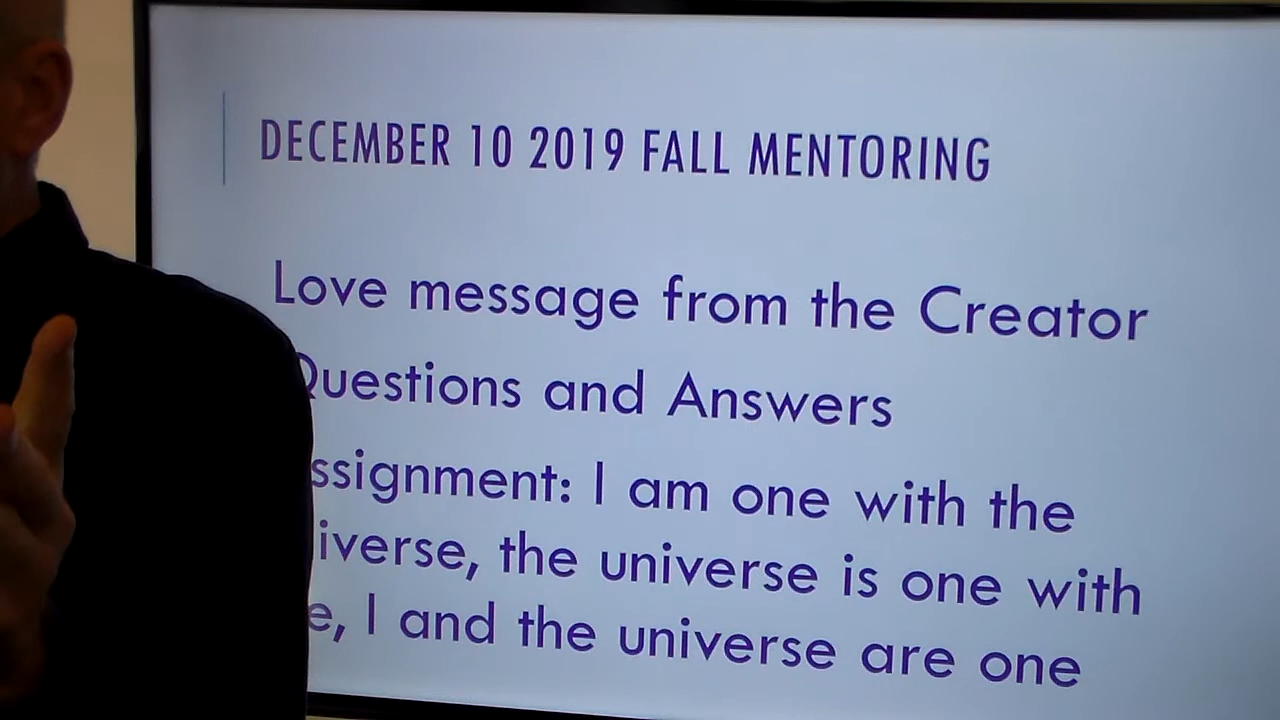 DECEMBER 10 2019 FALL MENTORING
Love message from the Creator
Questions and Answers
ssignment: I am one with the
iverse, the universe is one with
e, I and the universe are one